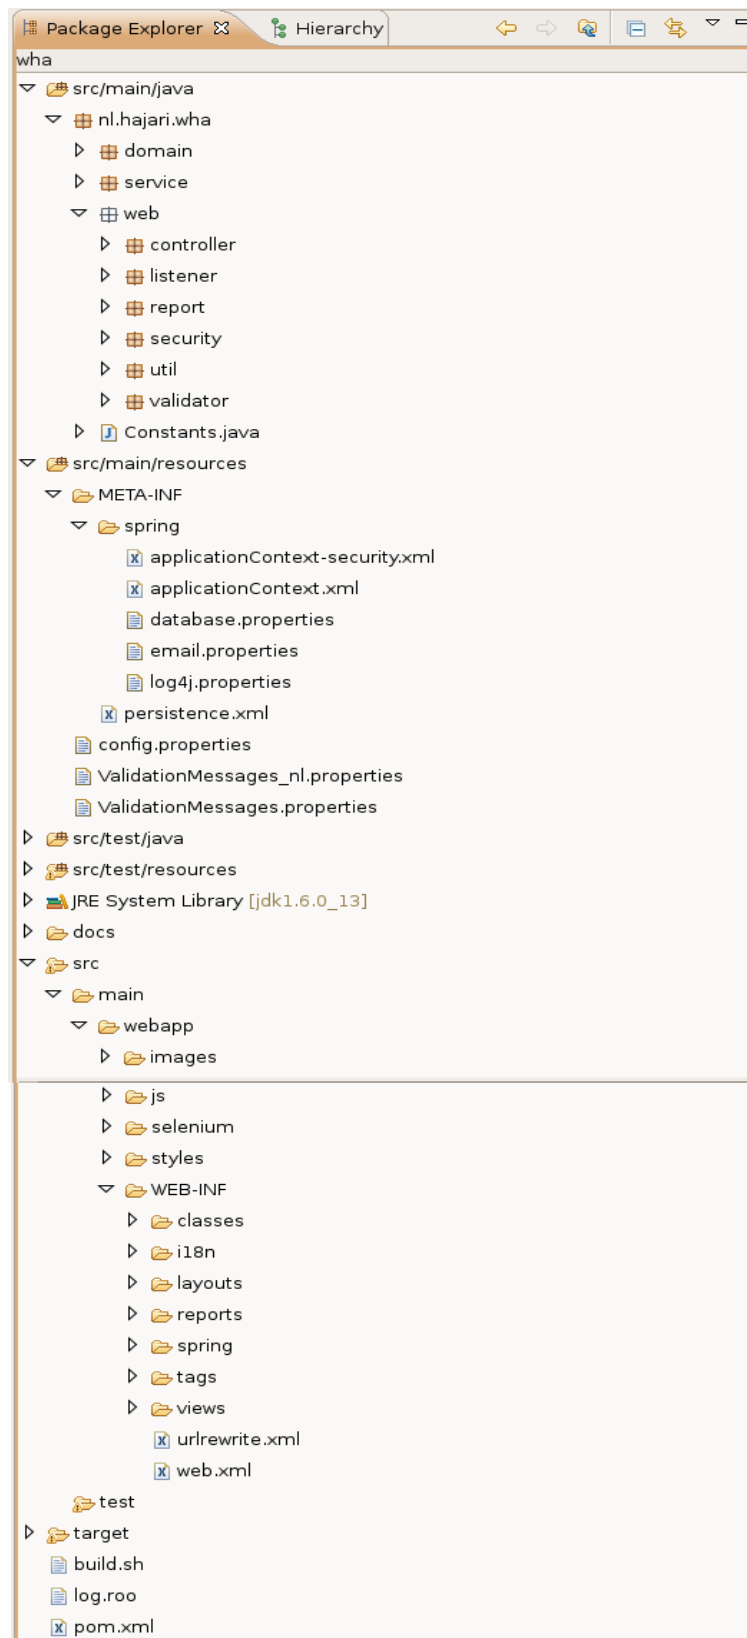 Package Explorer Hierarchy
wha
src/main/java
nl.hajari.wha
domain
service
web
controller
listener
report
security
util
validator
Constants.java
src/main/resources
META-INF
spring
applicationContext-security.xml
applicationContext.xml
database.properties
email.properties
log4j.properties
persistence.xml
config.properties
ValidationMessages_nl.properties
ValidationMessages.properties
src/test/java
src/test/resources
JRE System Library [jdk1.6.0_13]
docs
src
main
webapp
images
js
selenium
styles
WEB-INF
classes
i18n
layouts
reports
spring
tags
views
urlrewrite.xml
web.xml
test
target
build.sh
log.roo
pom.xml